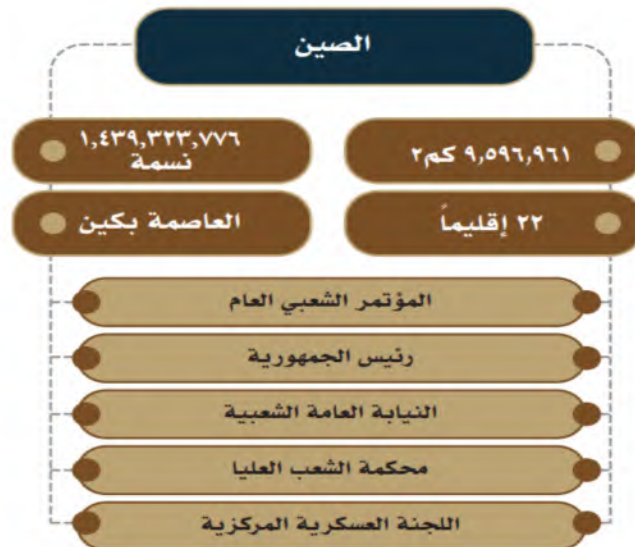 الصين
٩,٥٩٦,٩٦١ كم٢
١,٤٣٩,٣٢٣,٧٧٦
نسمة
٢٢ إقليماً
العاصمة بكين
المؤتمر الشعبي العام
رئيس الجمهورية
النيابة العامة الشعبية
محكمة الشعب العليا
اللجنة العسكرية المركزية